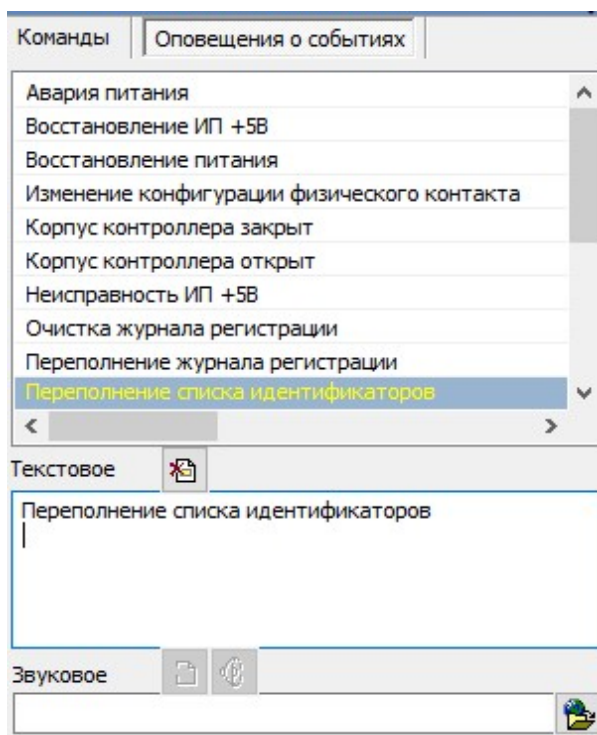 Команды Оповещения о событиях
Авария питания
Восстановление ИП +5В
Восстановление питания
Изменение конфигурации физического контакта
Корпус контроллера закрыт
Корпус контроллера открыт
Неисправность ИП +5В
Очистка журнала регистрации
Переполнение журнала регистрации
Переполнение списка идентификаторов
Текстовое
Переполнение списка идентификаторов
Звуковое